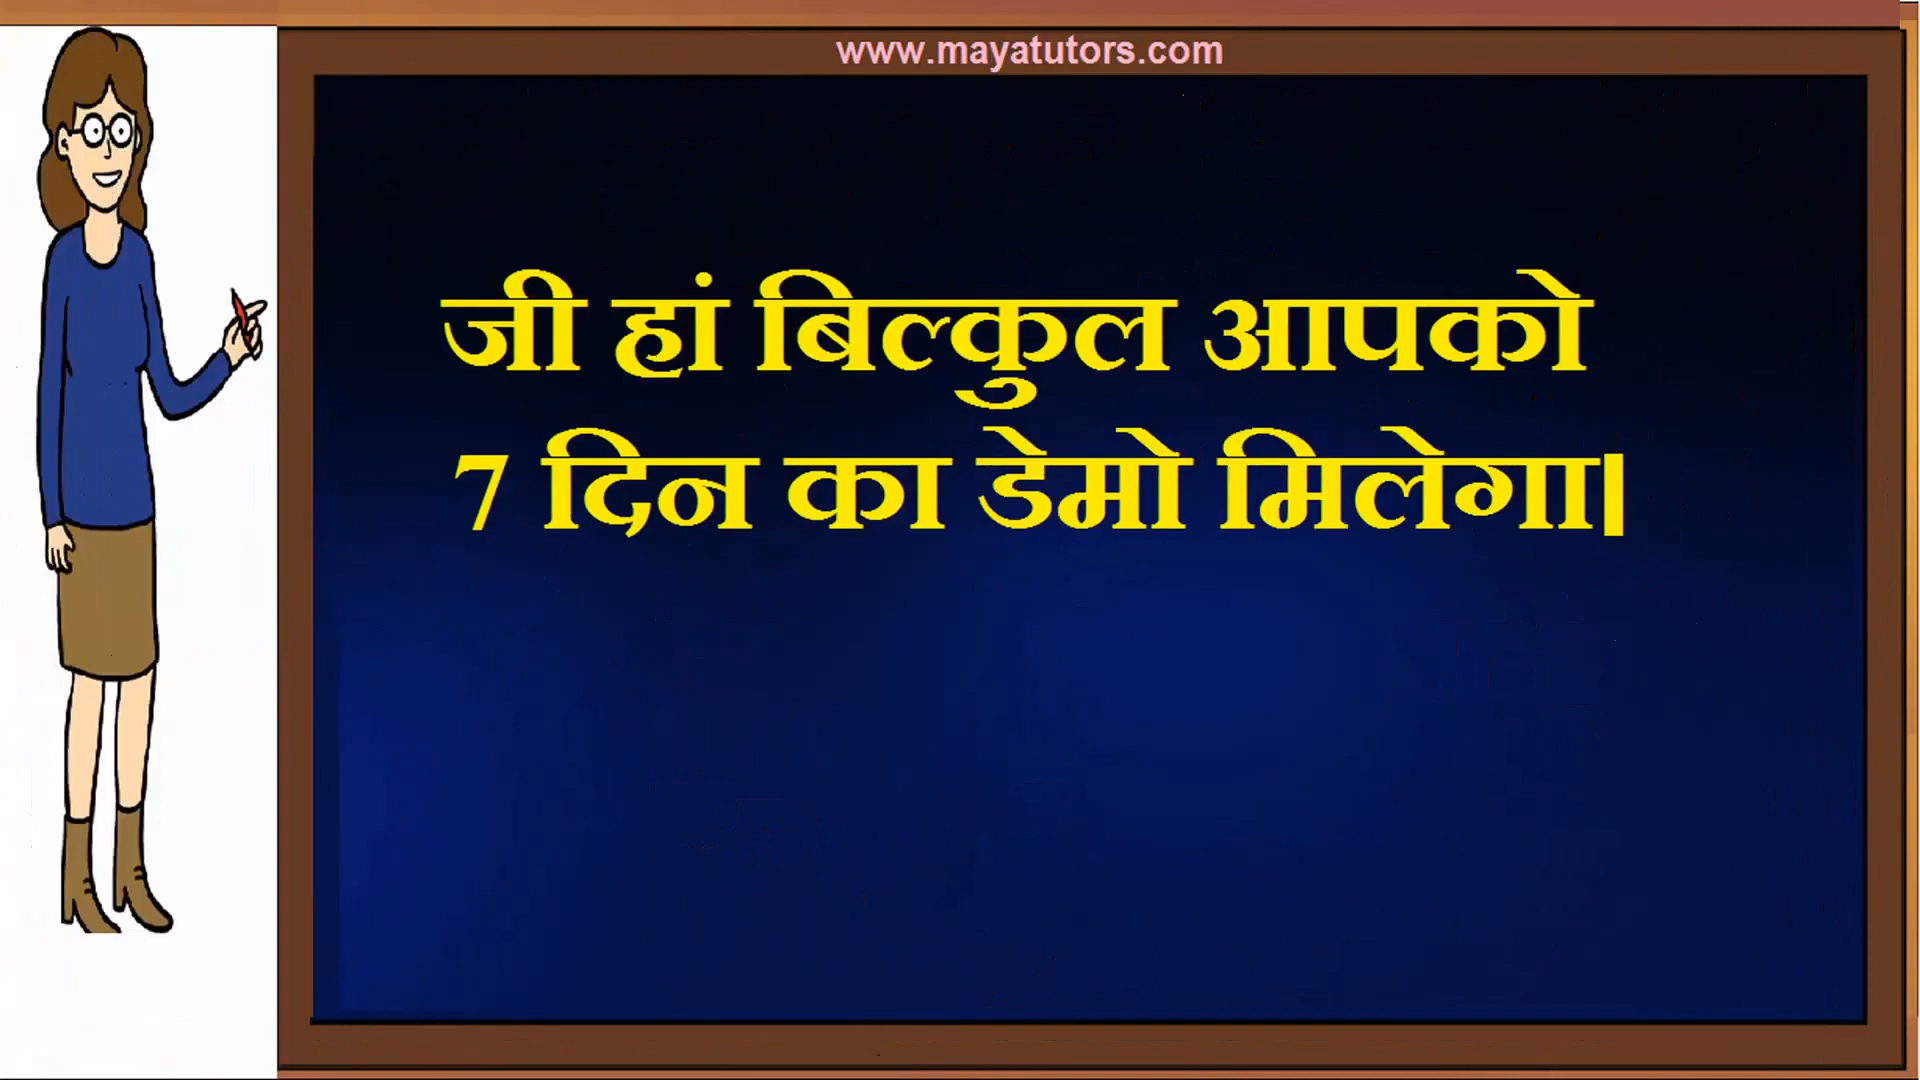 www.mayatutors.com
जी हां बिल्कुल आपको
7 दिन का डेमो मिलेगा।